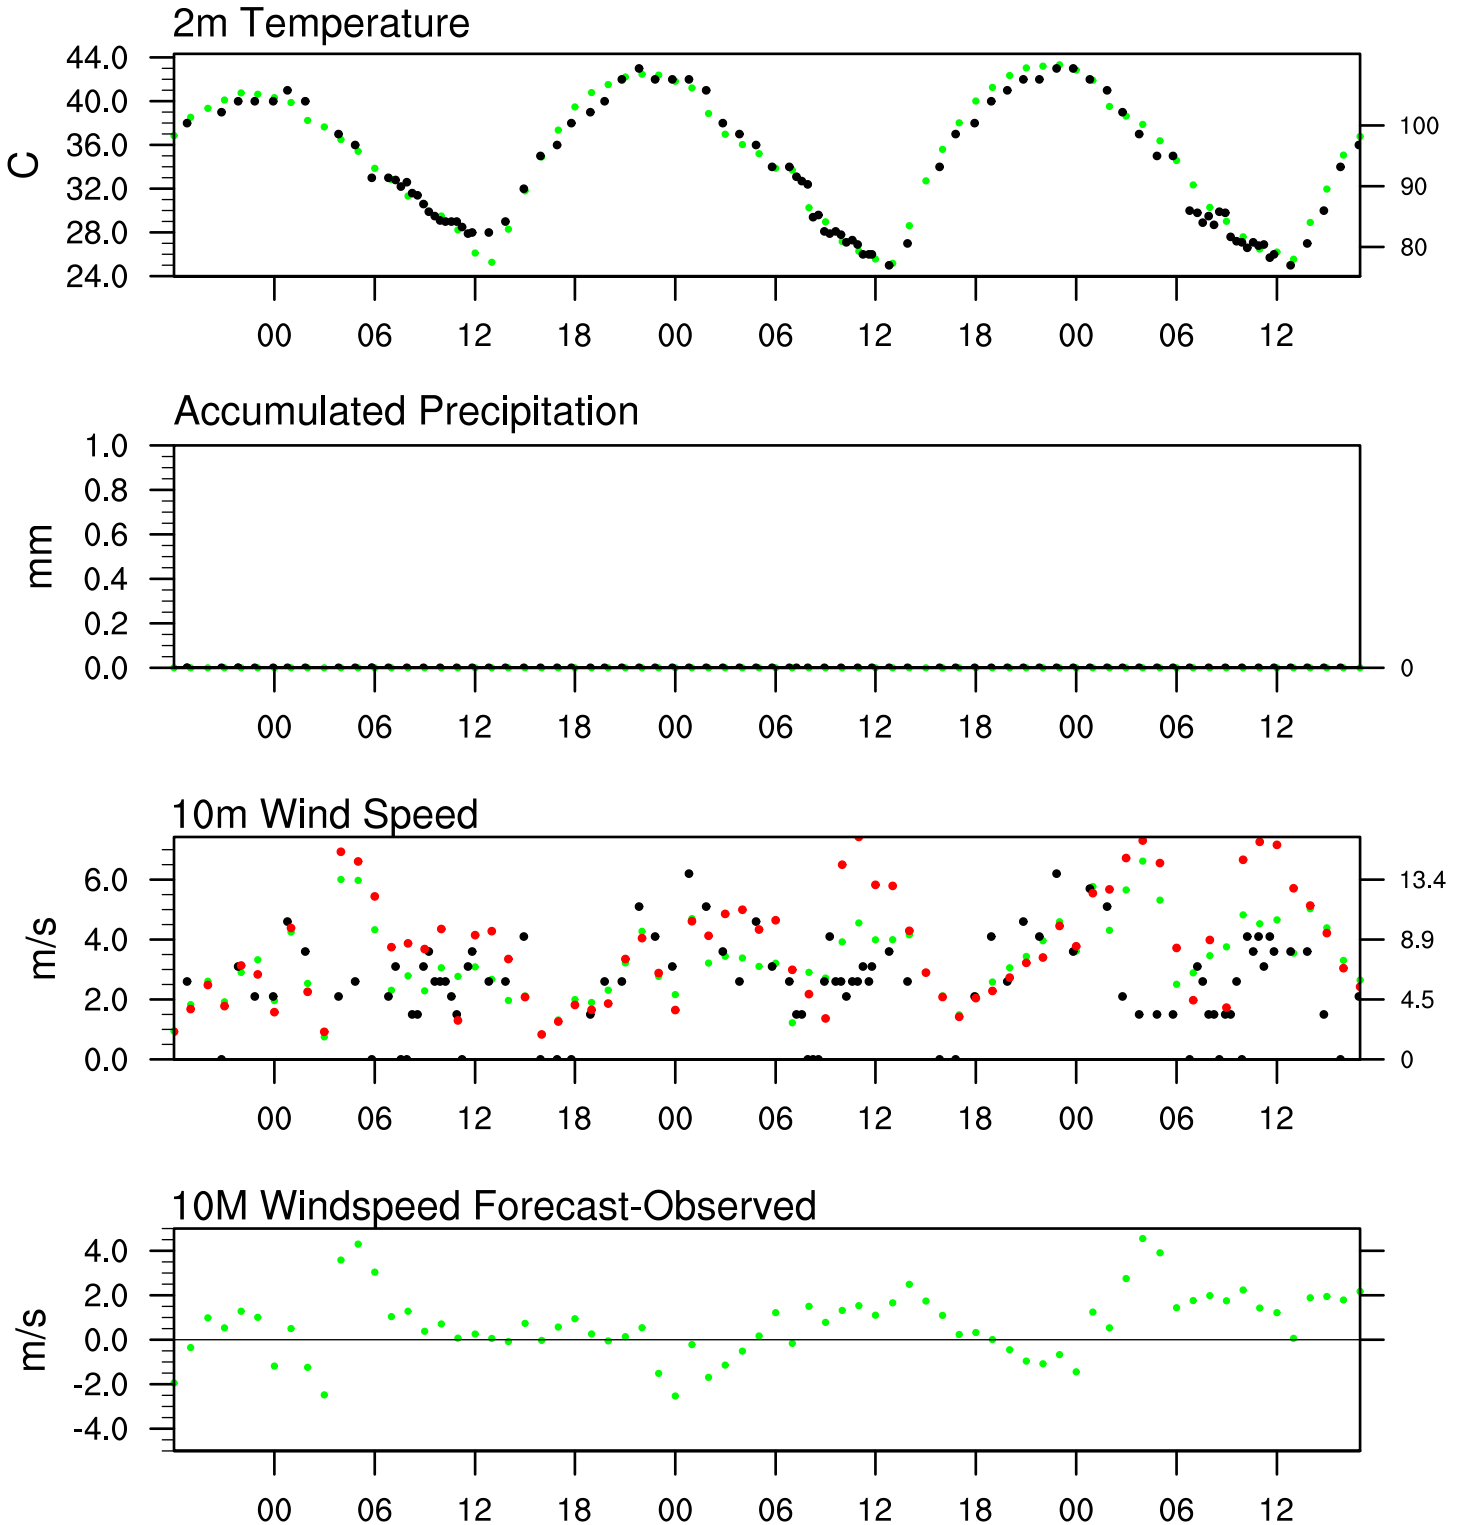 2m Temperature
44.0
40.0
36.0
32.0
28.0
24.0
C
100
90
80
00 06 12 18 00 06 12 18 00 06 12
Accumulated Precipitation
1.0
0.8
0.6
0.4
0.2
0.0
mm
0
00 06 12 18 00 06 12 18 00 06 12
10m Wind Speed
6.0
4.0
2.0
0.0
m/s
13.4
8.9
4.5
0
00 06 12 18 00 06 12 18 00 06 12
10M Windspeed Forecast-Observed
4.0
2.0
0.0
-2.0
-4.0
m/s
00 06 12 18 00 06 12 18 00 06 12